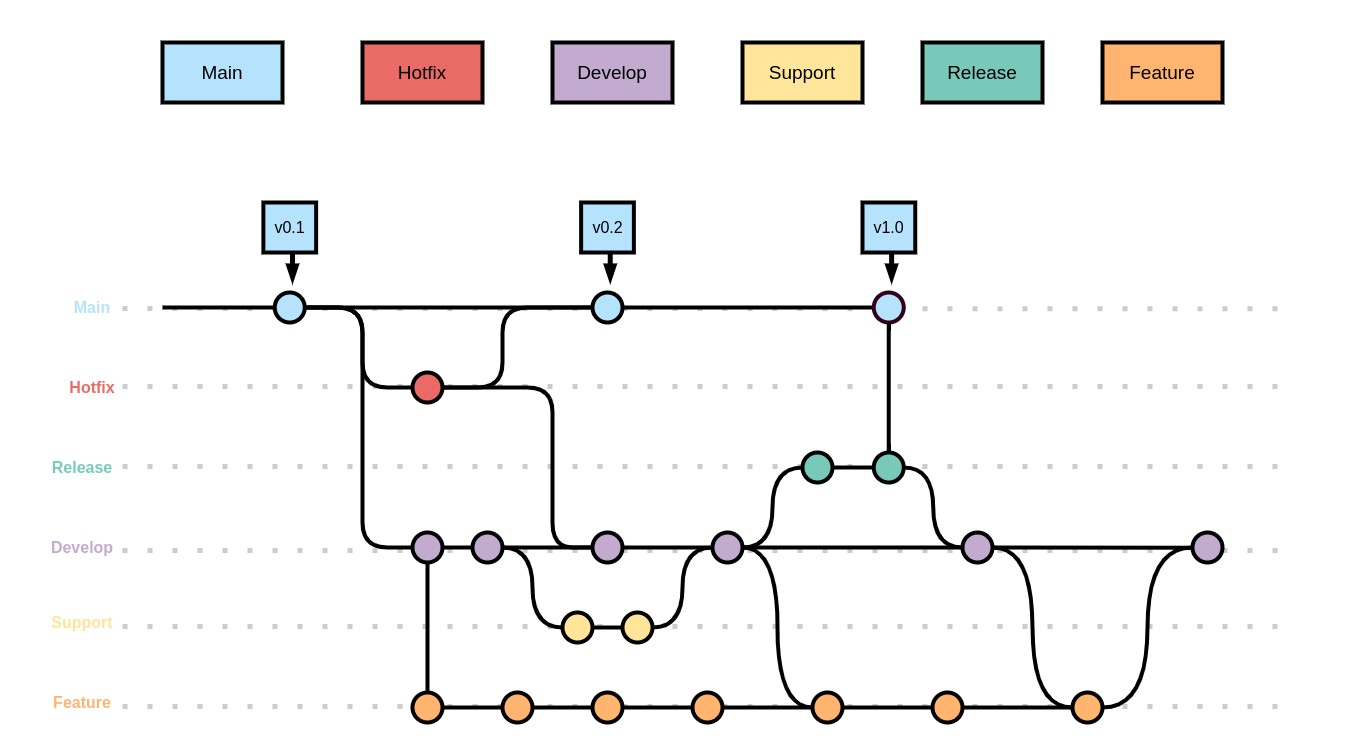 Main
Hotfix
Develop
Support
Release
Feature
v0.1
v0.2
v1.0
Main
Hotfix
Release
Develop
Support
Feature